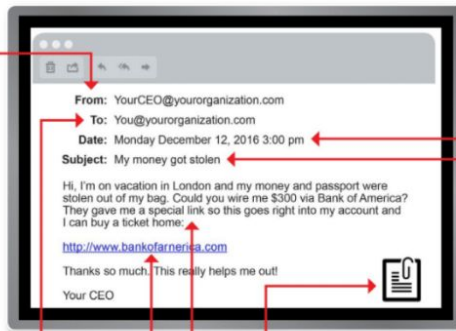 From: YourCEO@yourorganization.com
To: You@yourorganization.com
Date: Monday December 12, 2016 3:00 pm
Subject: My money got stolen
Hi, I'm on vacation in London and my money and passport were
stolen out of my bag. Could you wire me $300 via Bank of America?
They gave me a special link so this goes right into my account and
I can buy a ticket home:
http://www.bankofarnerica.com
Thanks so much. This really helps me out!
Your CEO